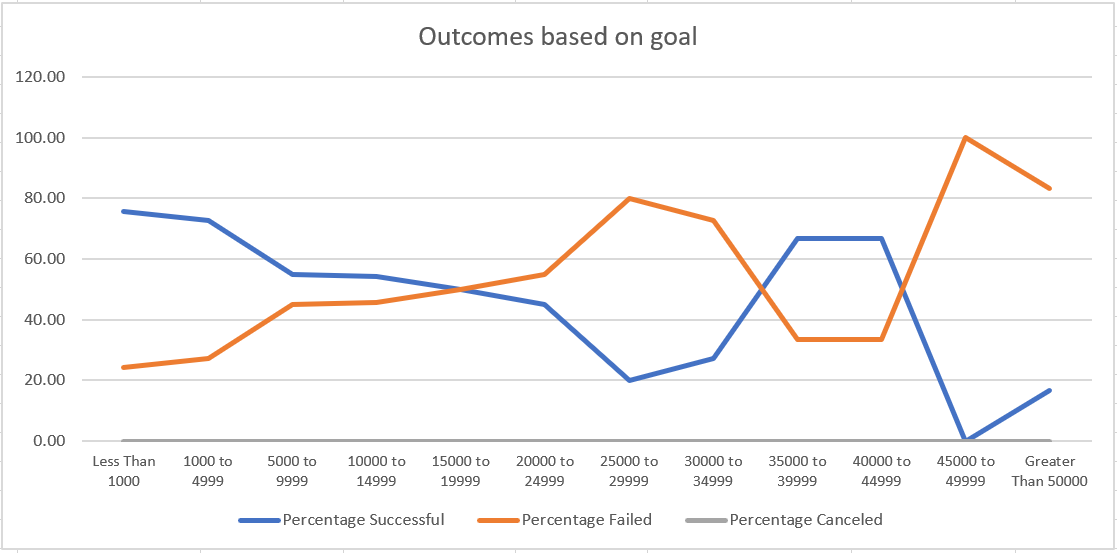 Outcomes based on goal
120.00
100.00
80.00
60.00
40.00
20.00
0.00
Less Than 1000 to 5000 to 10000 to 15000 to 20000 to 25000 to 30000 to 35000 to 40000 to 45000 to Greater
1000 4999 9999 14999 19999 24999 29999 34999 39999 44999 49999 Than 50000
Percentage Successful Percentage Failed Percentage Canceled